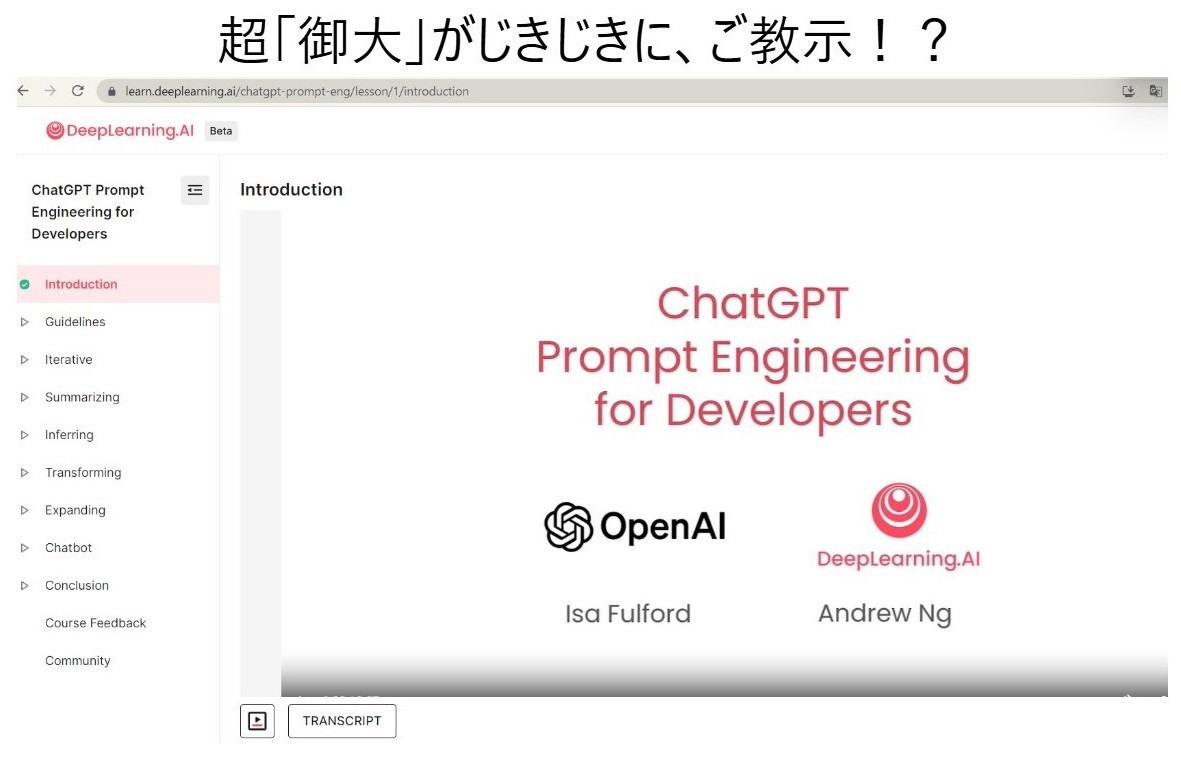 超「御大」がじきじきに、ご教示！？
learn.deeplearning.ai/chatgpt-prompt-eng/lesson/1/introduction
DeepLearning.AI Beta
ChatGPT Prompt
Engineering for
Developers
Introduction
Guidelines
Iterative
Summarizing
Inferring
Transforming
Expanding
Chatbot
Conclusion
Course Feedback
Community
Introduction
ChatGPT
Prompt Engineering
for Developers
OpenAI
DeepLearning.AI
Isa Fulford
Andrew Ng
TRANSCRIPT